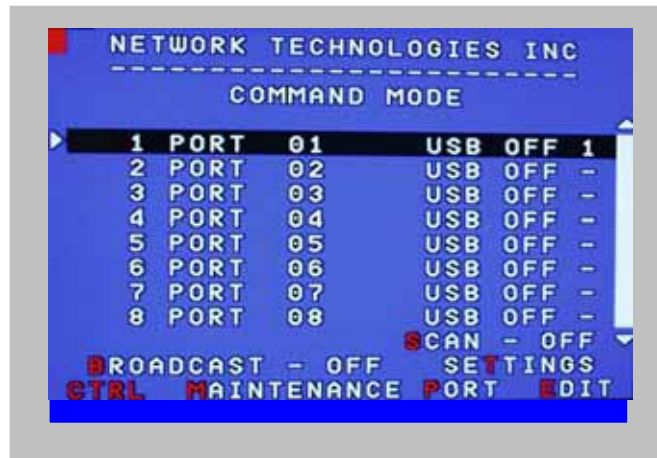 NETWORK TECHNOLOGIES INC
COMMAND MODE
1 PORT 01 USB OFF 1
2 PORT 02 USB OFF -
3 PORT 03 USB OFF -
4 PORT 04 USB OFF -
5 PORT 05 USB OFF -
6 PORT 06 USB OFF -
7 PORT 07 USB OFF -
8 PORT 08 USB OFF -
SCAN - OFF
BROADCAST - OFF SETTINGS
CTRL MAINTENANCE PORT EDIT